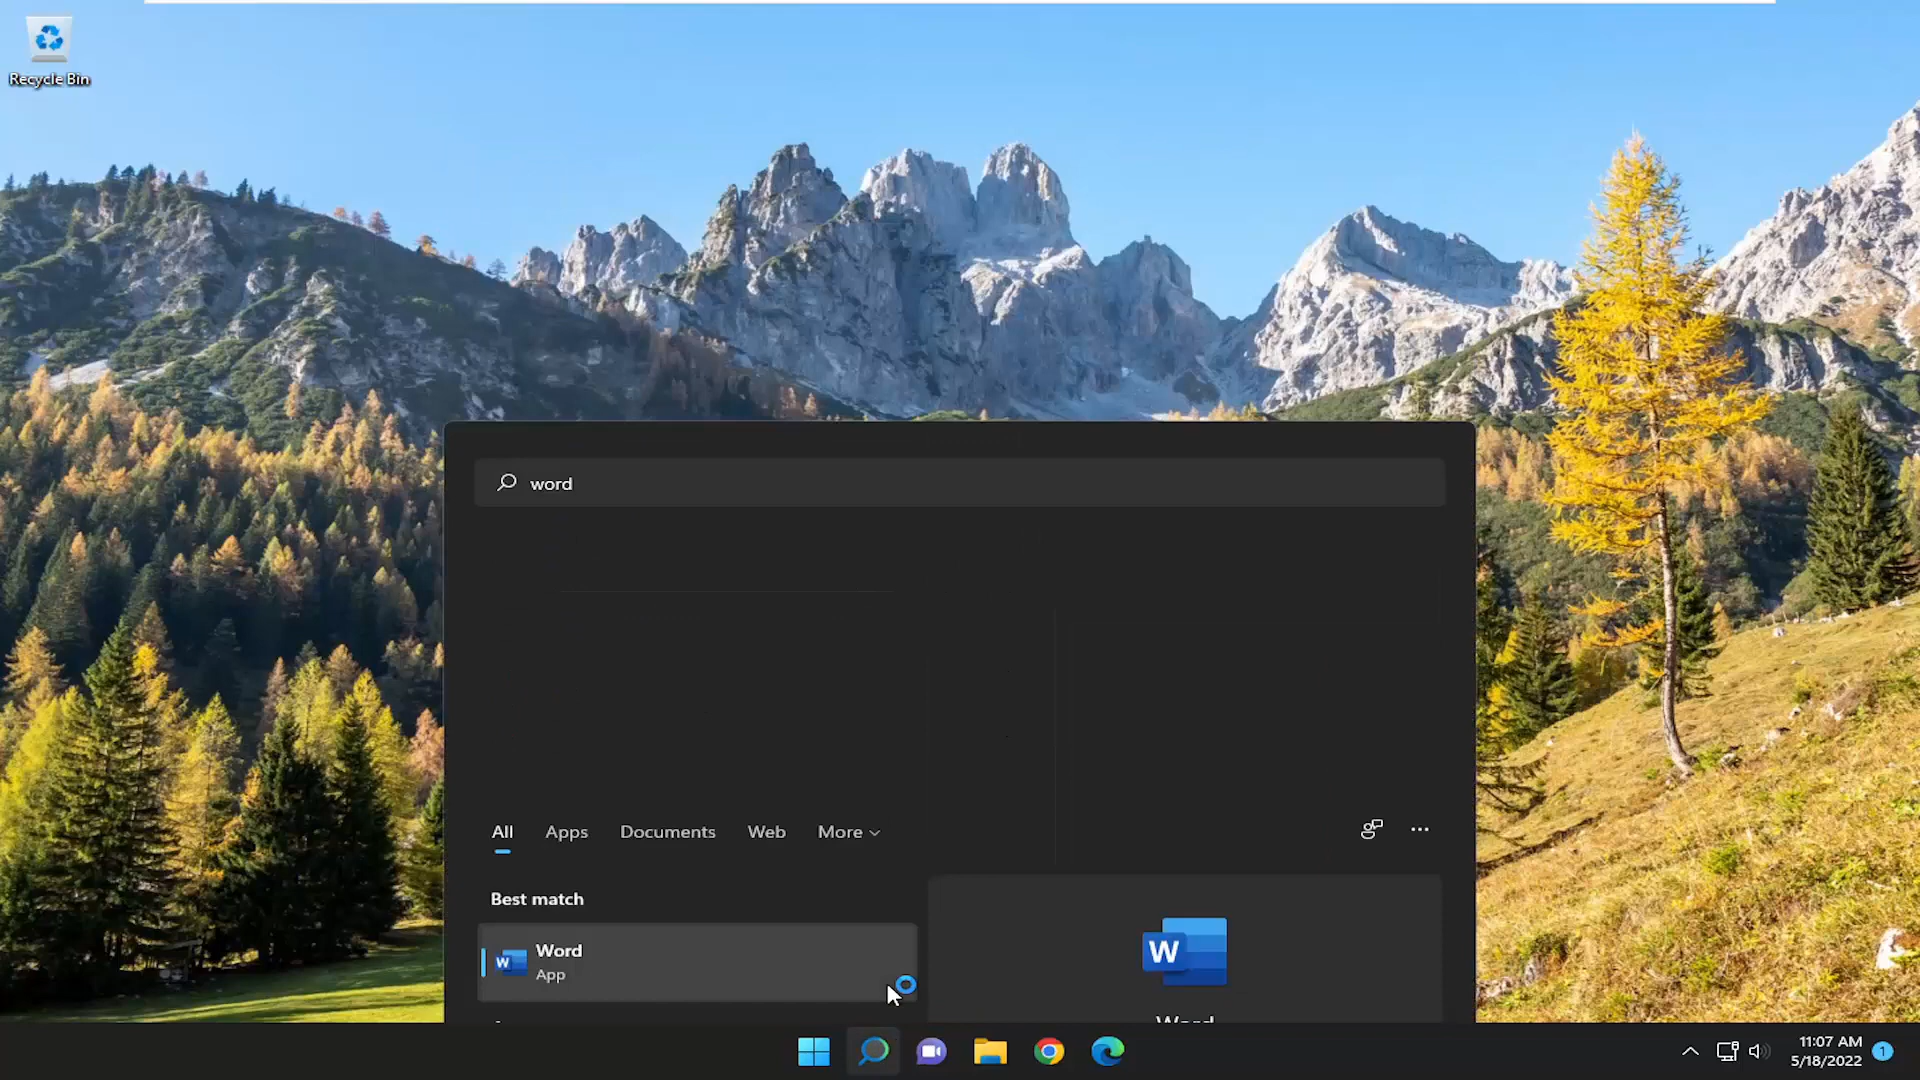 Recycle Bin
word
All Apps Documents Web More
Best match
Word
App
W
W
Word
11:07 AM
5/18/2022
1